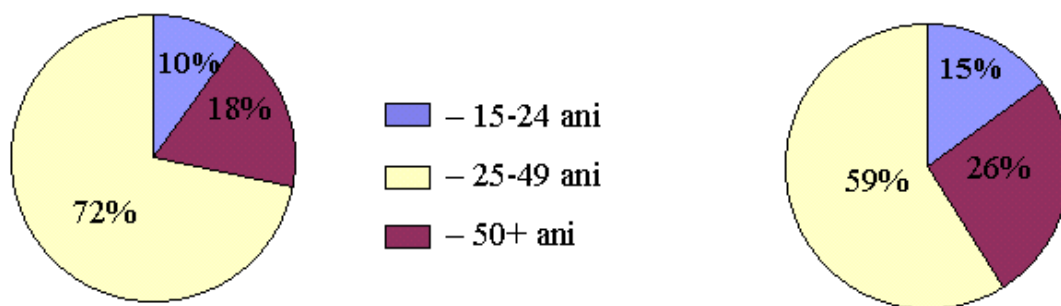 10%
18%
72%
– 15-24 ani
– 25-49 ani
– 50+ ani
15%
26%
59%